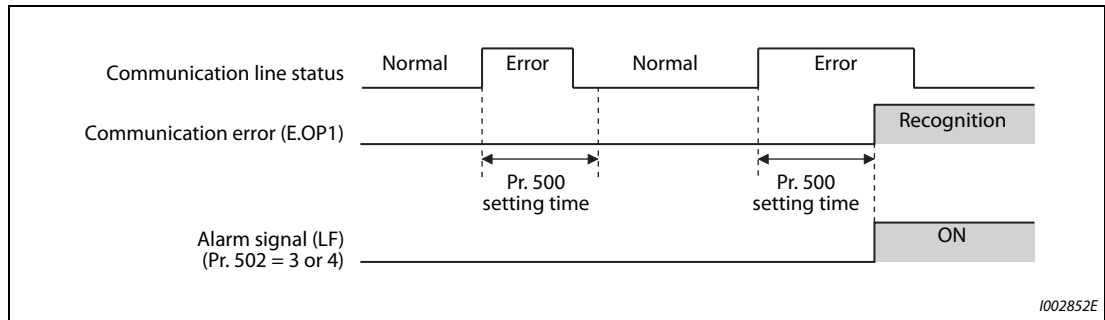 Communication line status
Normal
Error
Normal
Error
Communication error (E.OP1)
Recognition
Pr. 500
setting time
Pr. 500
setting time
Alarm signal (LF)
(Pr. 502 = 3 or 4)
ON
I002852E